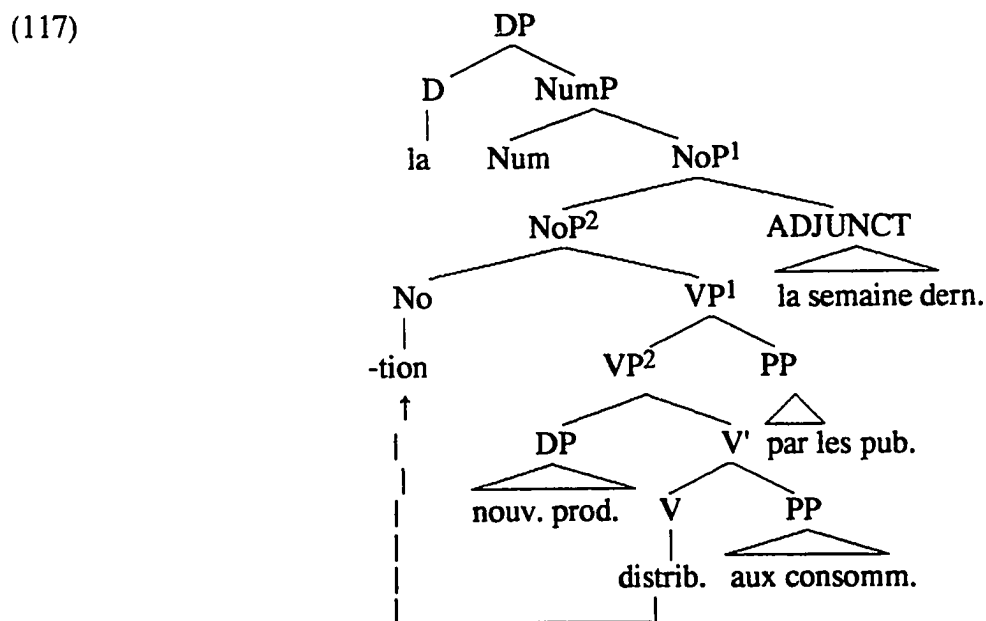 (117) DP
D NumP
la Num NoP1
NoP2 ADJUNCT
No VP1 la semaine dern.
-tion VP2 PP
DP V' par les pub.
nouv. prod. V PP
distrib. aux consomm.